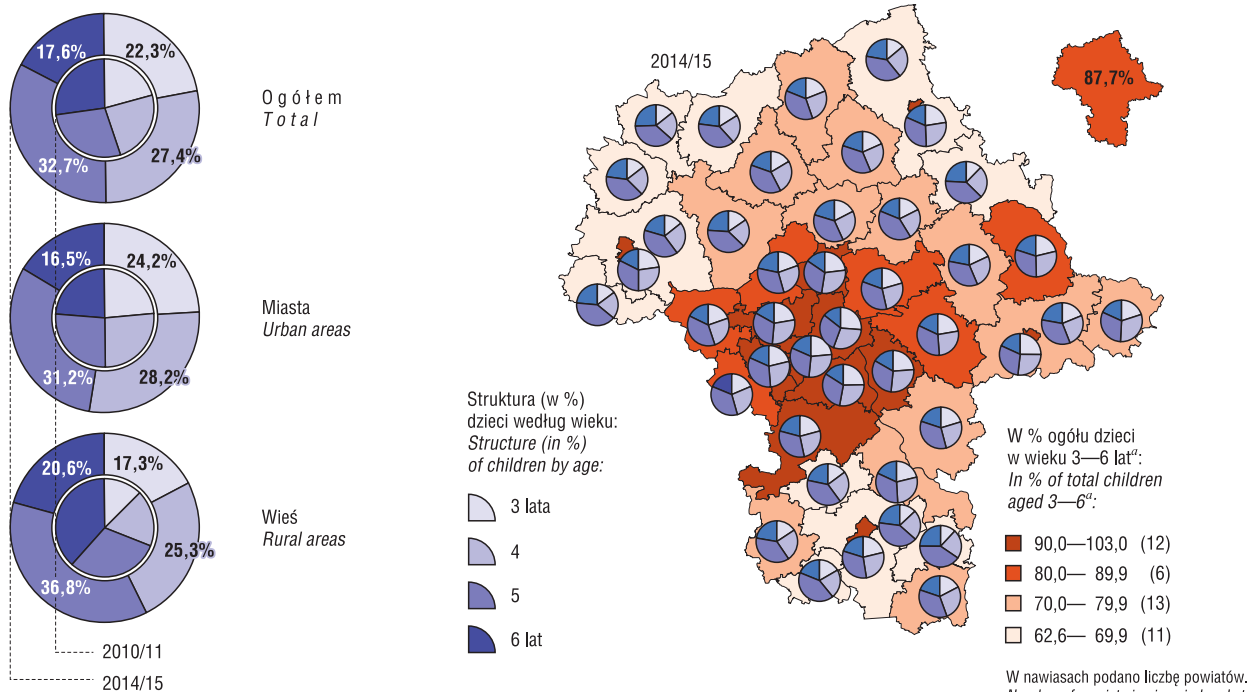 17,6%
22,3%
32,7%
27,4%
Ogółem
Total
16,5%
24,2%
31,2%
28,2%
Miasta
Urban areas
20,6%
17,3%
36,8%
25,3%
Wieś
Rural areas
2010/11
2014/15
Struktura (w %)
dzieci według wieku:
Structure (in %)
of children by age:
3 lata
4
5
6 lat
2014/15
87,7%
W % ogółu dzieci
w wieku 3—6 latᵃ:
In % of total children
aged 3—6ᵃ:
90,0—103,0 (12)
80,0— 89,9 (6)
70,0— 79,9 (13)
62,6— 69,9 (11)
W nawiasach podano liczbę powiatów.